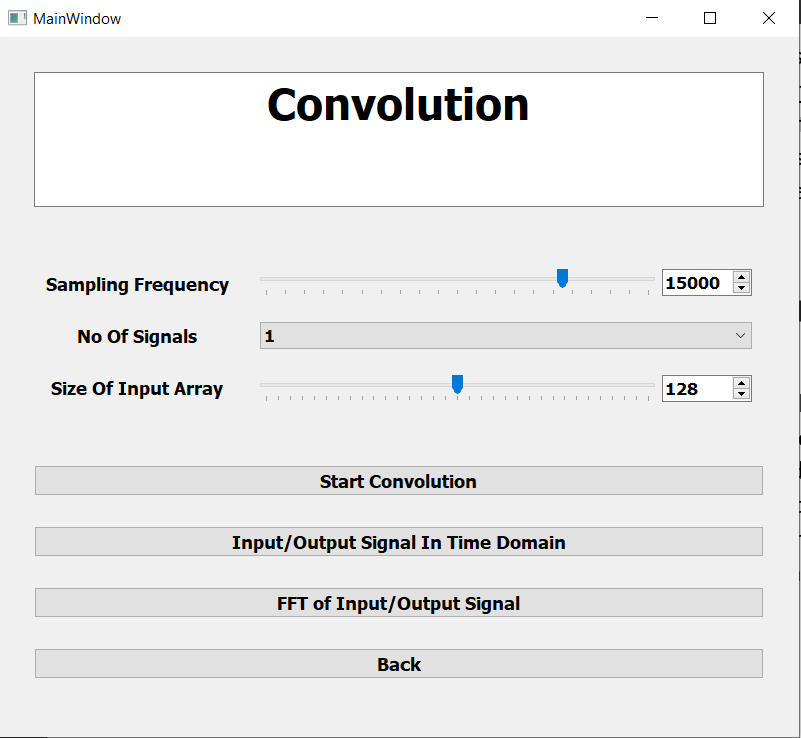 MainWindow
Convolution
Sampling Frequency 15000
No Of Signals 1
Size Of Input Array 128
Start Convolution
Input/Output Signal In Time Domain
FFT of Input/Output Signal
Back